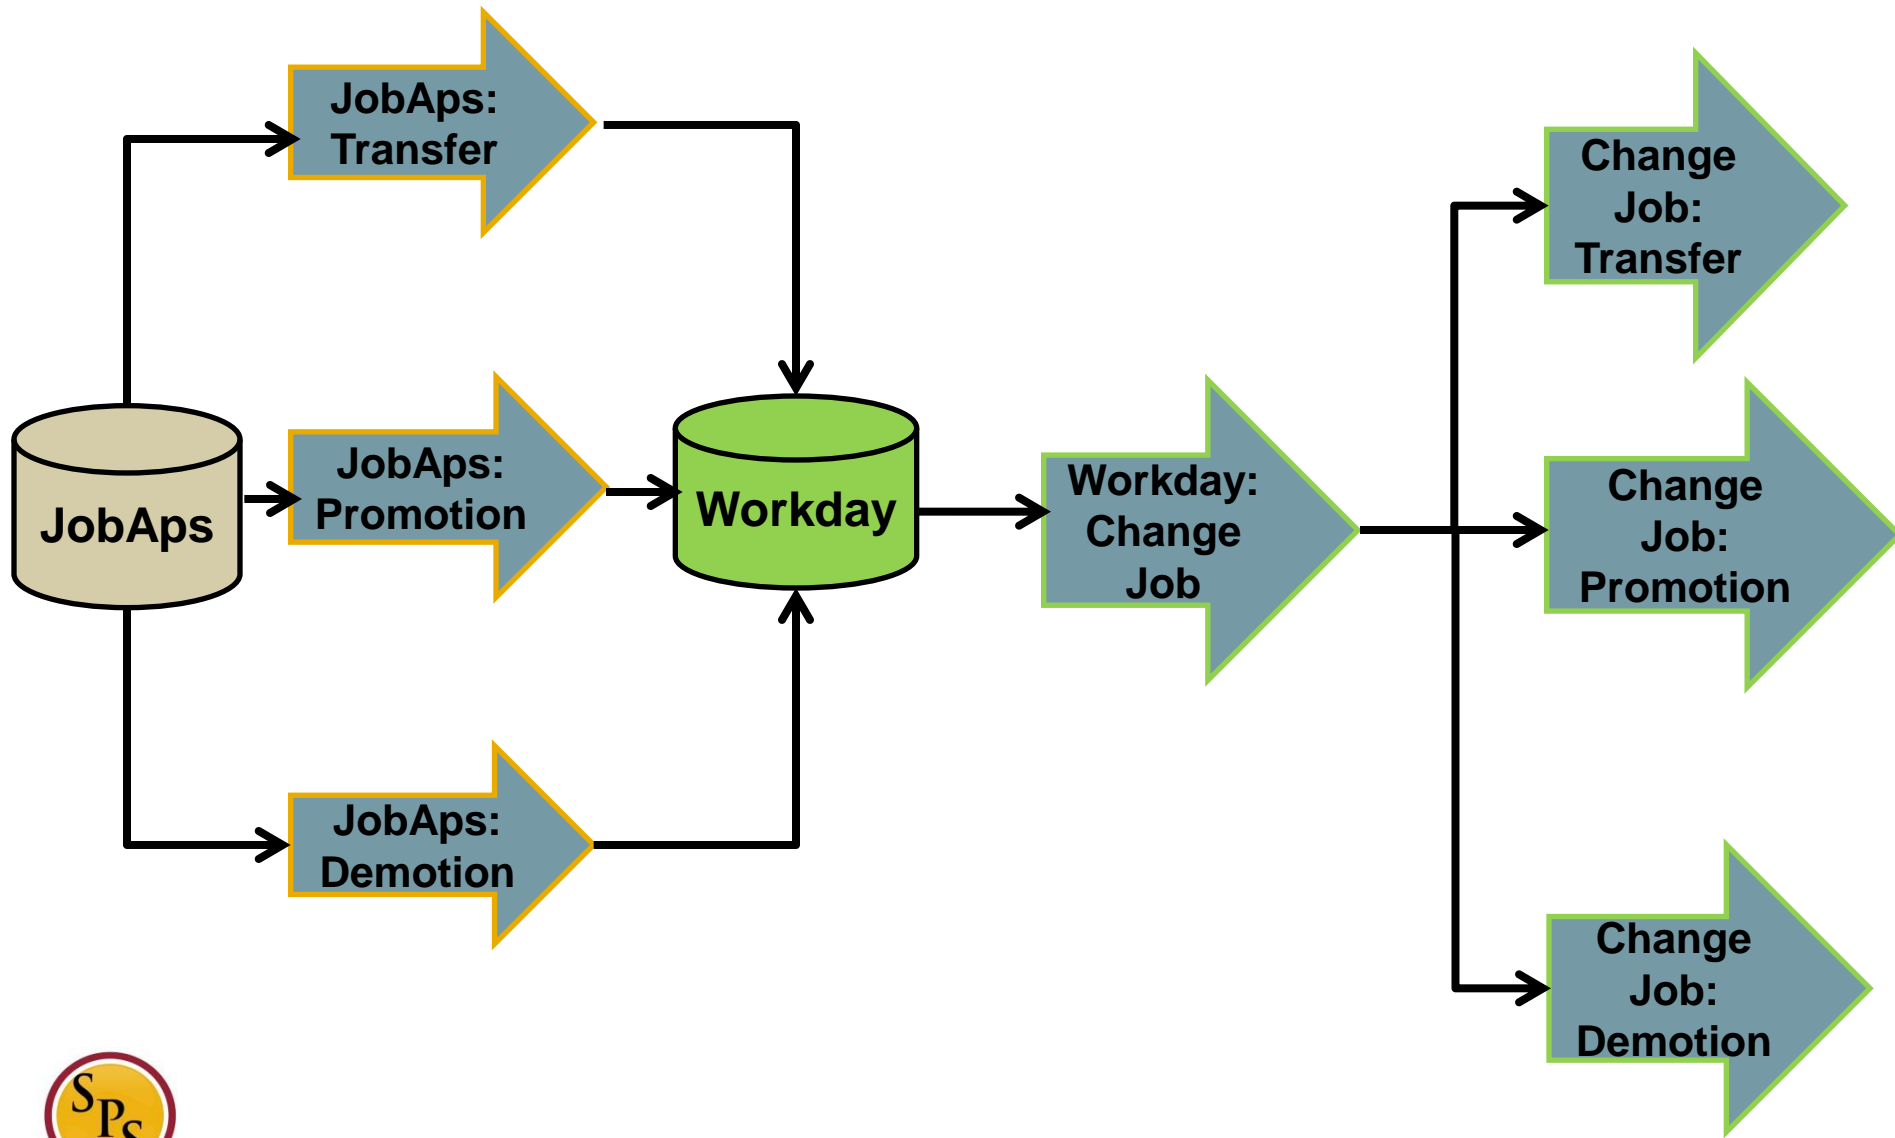 JobAps:
Transfer
JobAps
JobAps:
Promotion
JobAps:
Demotion
Workday
Workday:
Change
Job
Change
Job:
Transfer
Change
Job:
Promotion
Change
Job:
Demotion
SPS